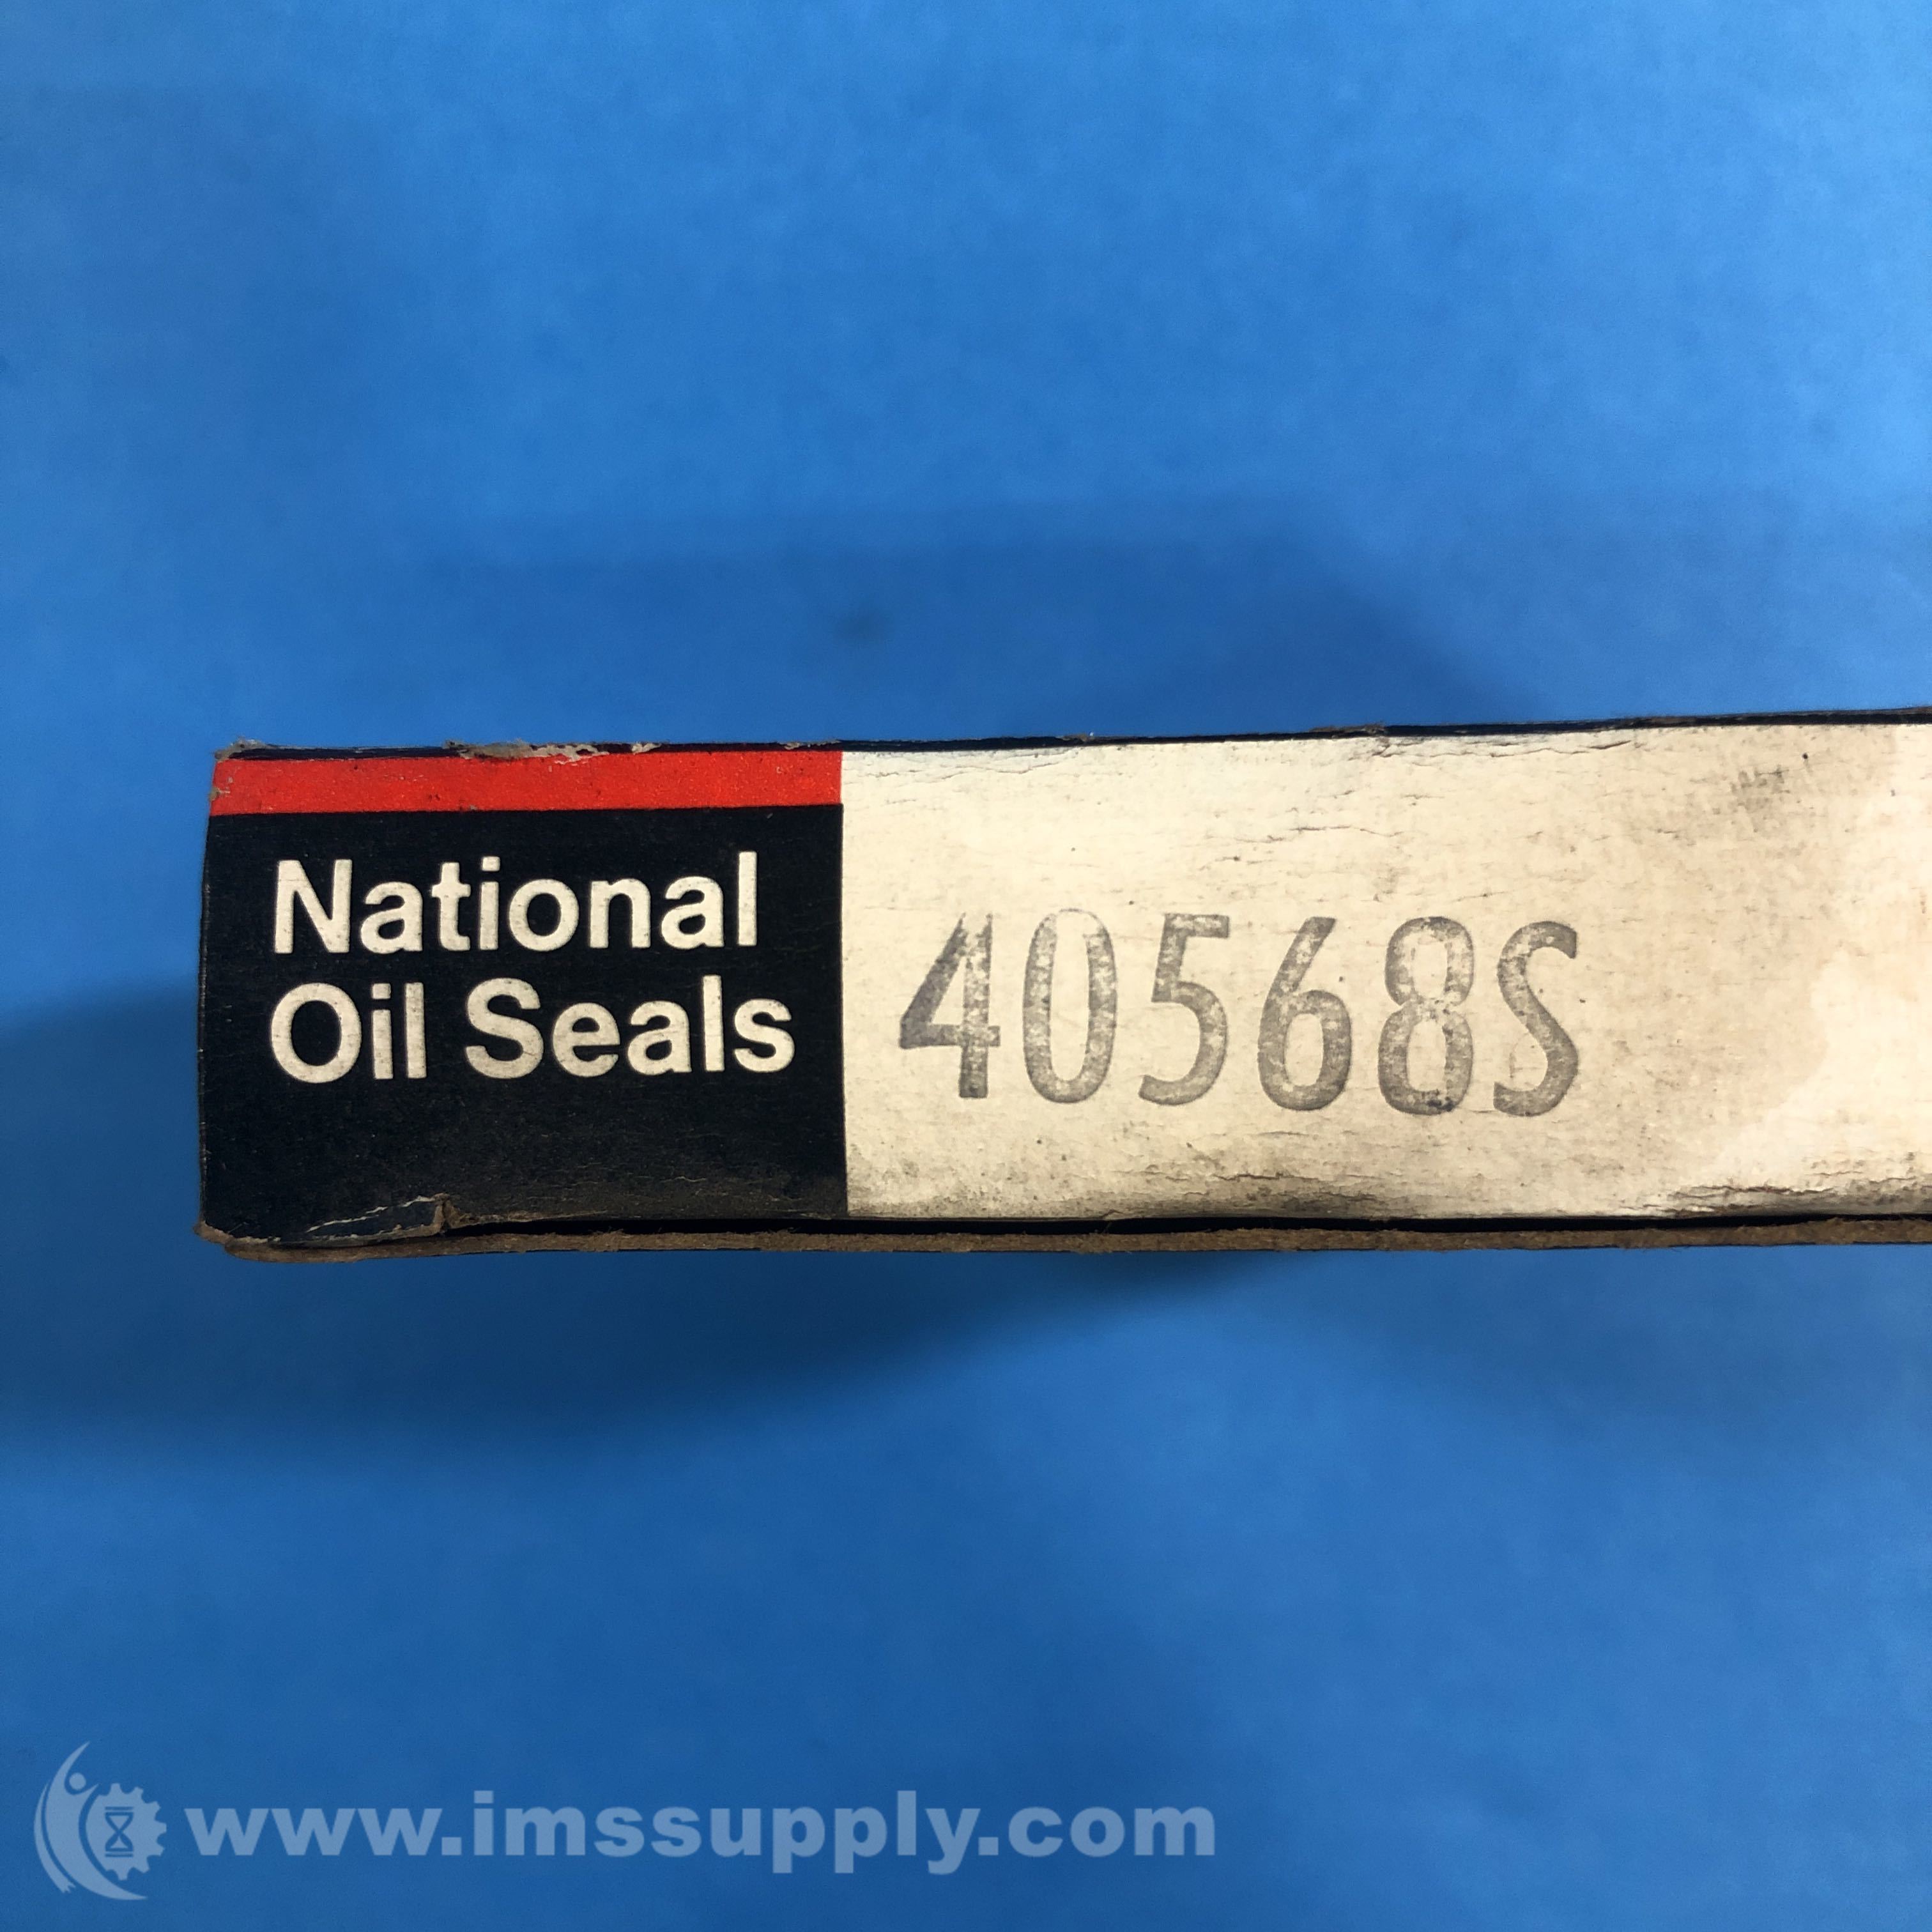 National
Oil Seals
40568S
www.imssupply.com